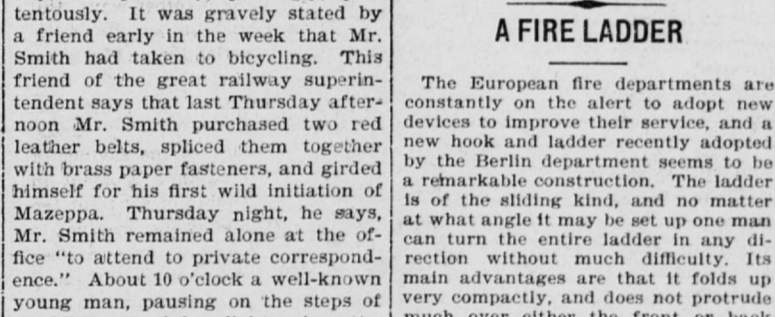 tentously. It was gravely stated by
a friend early in the week that Mr.
Smith had taken to bicycling. This
friend of the great railway superin-
tendent says that last Thursday after-
noon Mr. Smith purchased two red
leather belts, spliced them together
with brass paper fasteners, and girded
himself for his first wild initiation of
Mazeppa. Thursday night, he says,
Mr. Smith remained alone at the of-
fice "to attend to private correspond-
ence." About 10 o'clock a well-known
young man, pausing on the steps of
A FIRE LADDER
The European fire departments are
constantly on the alert to adopt new
devices to improve their service, and a
new hook and ladder recently adopted
by the Berlin department seems to be
a remarkable construction. The ladder
is of the sliding kind, and no matter
at what angle it may be set up one man
can turn the entire ladder in any di-
rection without much difficulty. Its
main advantages are that it folds up
very compactly, and does not protrude
much over either the front or back